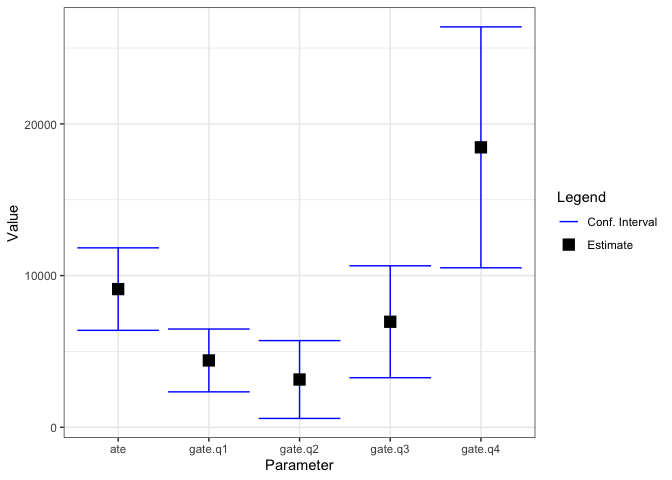 20000
10000
0
Value
ate
gate.q1
gate.q2
gate.q3
gate.q4
Parameter
Legend
Conf. Interval
Estimate